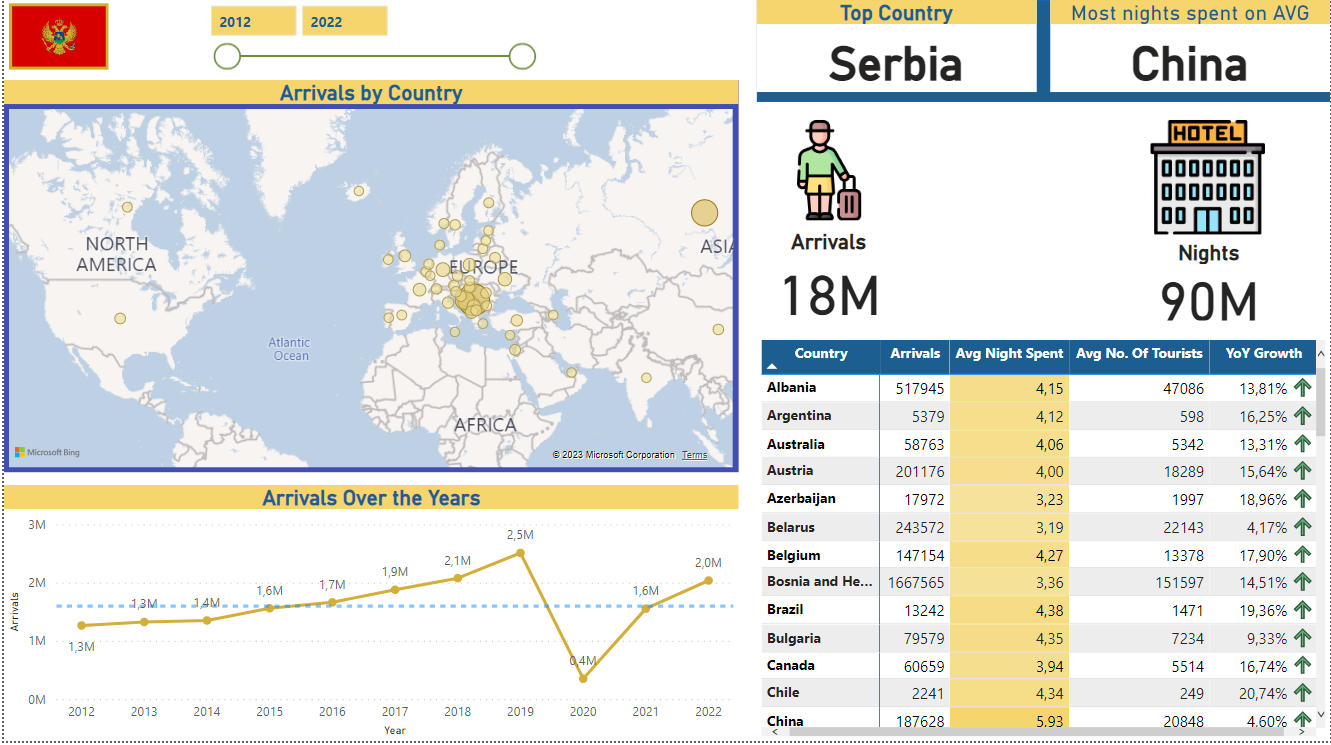 2012 2022
Top Country
Serbia
Most nights spent on AVG
China
Arrivals by Country
NORTH
AMERICA
EUROPE
ASIA
Atlantic
Ocean
AFRICA
Microsoft Bing
© 2023 Microsoft Corporation Terms
HOTEL
Arrivals
18M
Nights
90M
Arrivals Over the Years
3M
2M
1M
0M
Arrivals
1,3M 1,3M 1,4M 1,6M 1,7M 1,9M 2,1M 2,5M 0,4M 1,6M 2,0M
2012 2013 2014 2015 2016 2017 2018 2019 2020 2021 2022
Year
Country Arrivals Avg Night Spent Avg No. Of Tourists YoY Growth
Albania 517945 4,15 47086 13,81%
Argentina 5379 4,12 598 16,25%
Australia 58763 4,06 5342 13,31%
Austria 201176 4,00 18289 15,64%
Azerbaijan 17972 3,23 1997 18,96%
Belarus 243572 3,19 22143 4,17%
Belgium 147154 4,27 13378 17,90%
Bosnia and He... 1667565 3,36 151597 14,51%
Brazil 13242 4,38 1471 19,36%
Bulgaria 79579 4,35 7234 9,33%
Canada 60659 3,94 5514 16,74%
Chile 2241 4,34 249 20,74%
China 187628 5,93 20848 4,60%